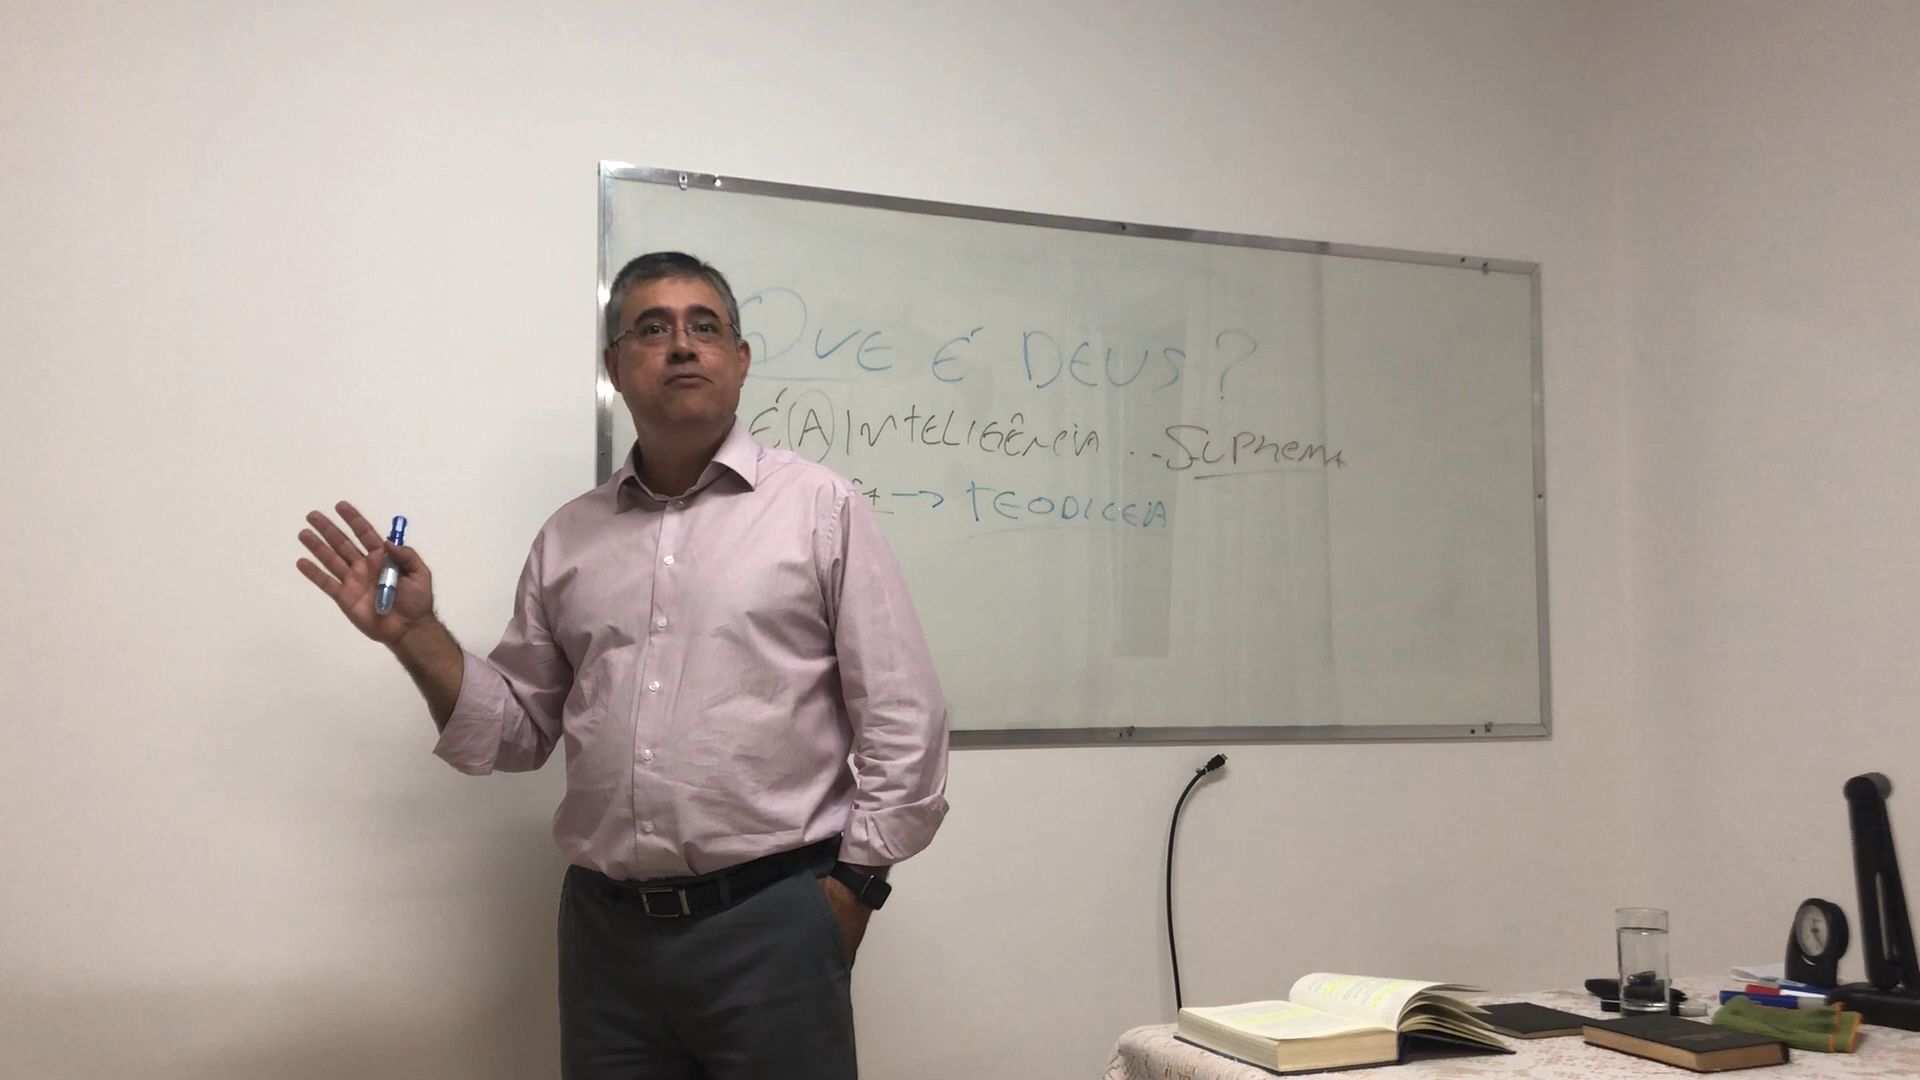 QUE É DEUS?
É (A) INTELIGÊNCIA ...SUPREMA
→ TEODICEIA